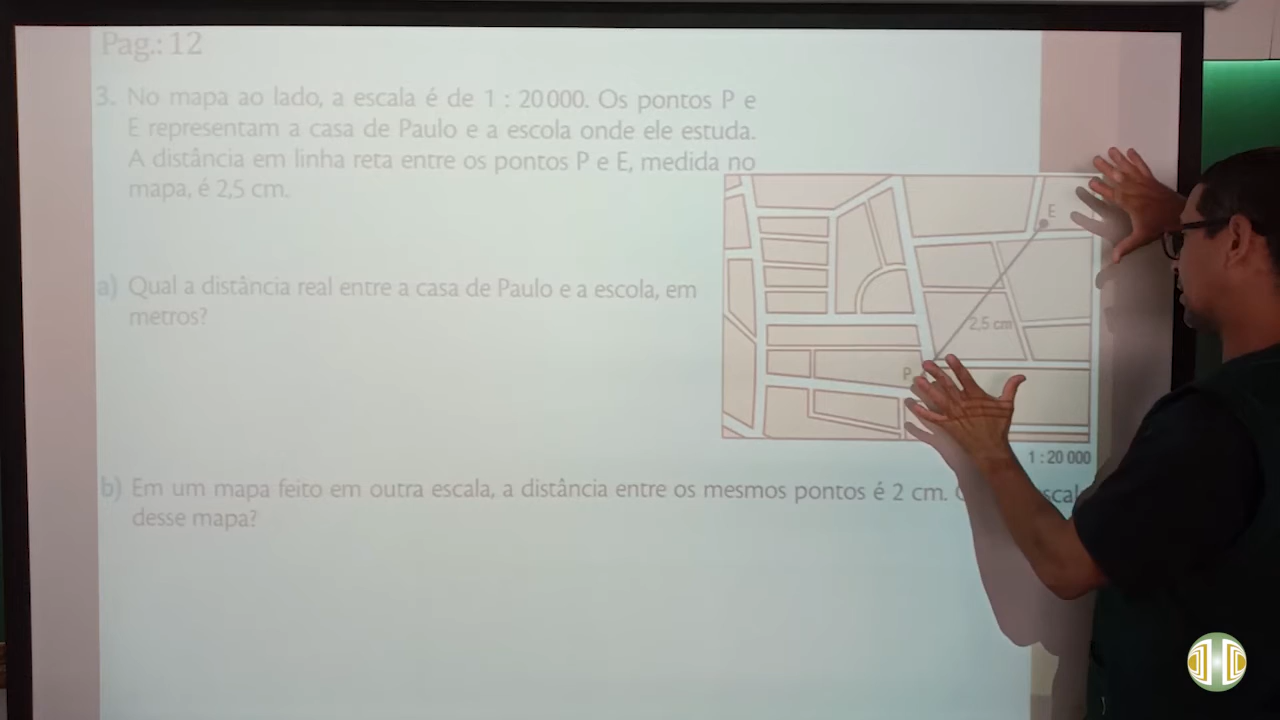 Pag.: 12
3. No mapa ao lado, a escala é de 1 : 20 000. Os pontos P e
E representam a casa de Paulo e a escola onde ele estuda.
A distância em linha reta entre os pontos P e E, medida no
mapa, é 2,5 cm.
E
2,5 cm
P
1 : 20 000
a) Qual a distância real entre a casa de Paulo e a escola, em
metros?
b) Em um mapa feito em outra escala, a distância entre os mesmos pontos é 2 cm.
desse mapa?